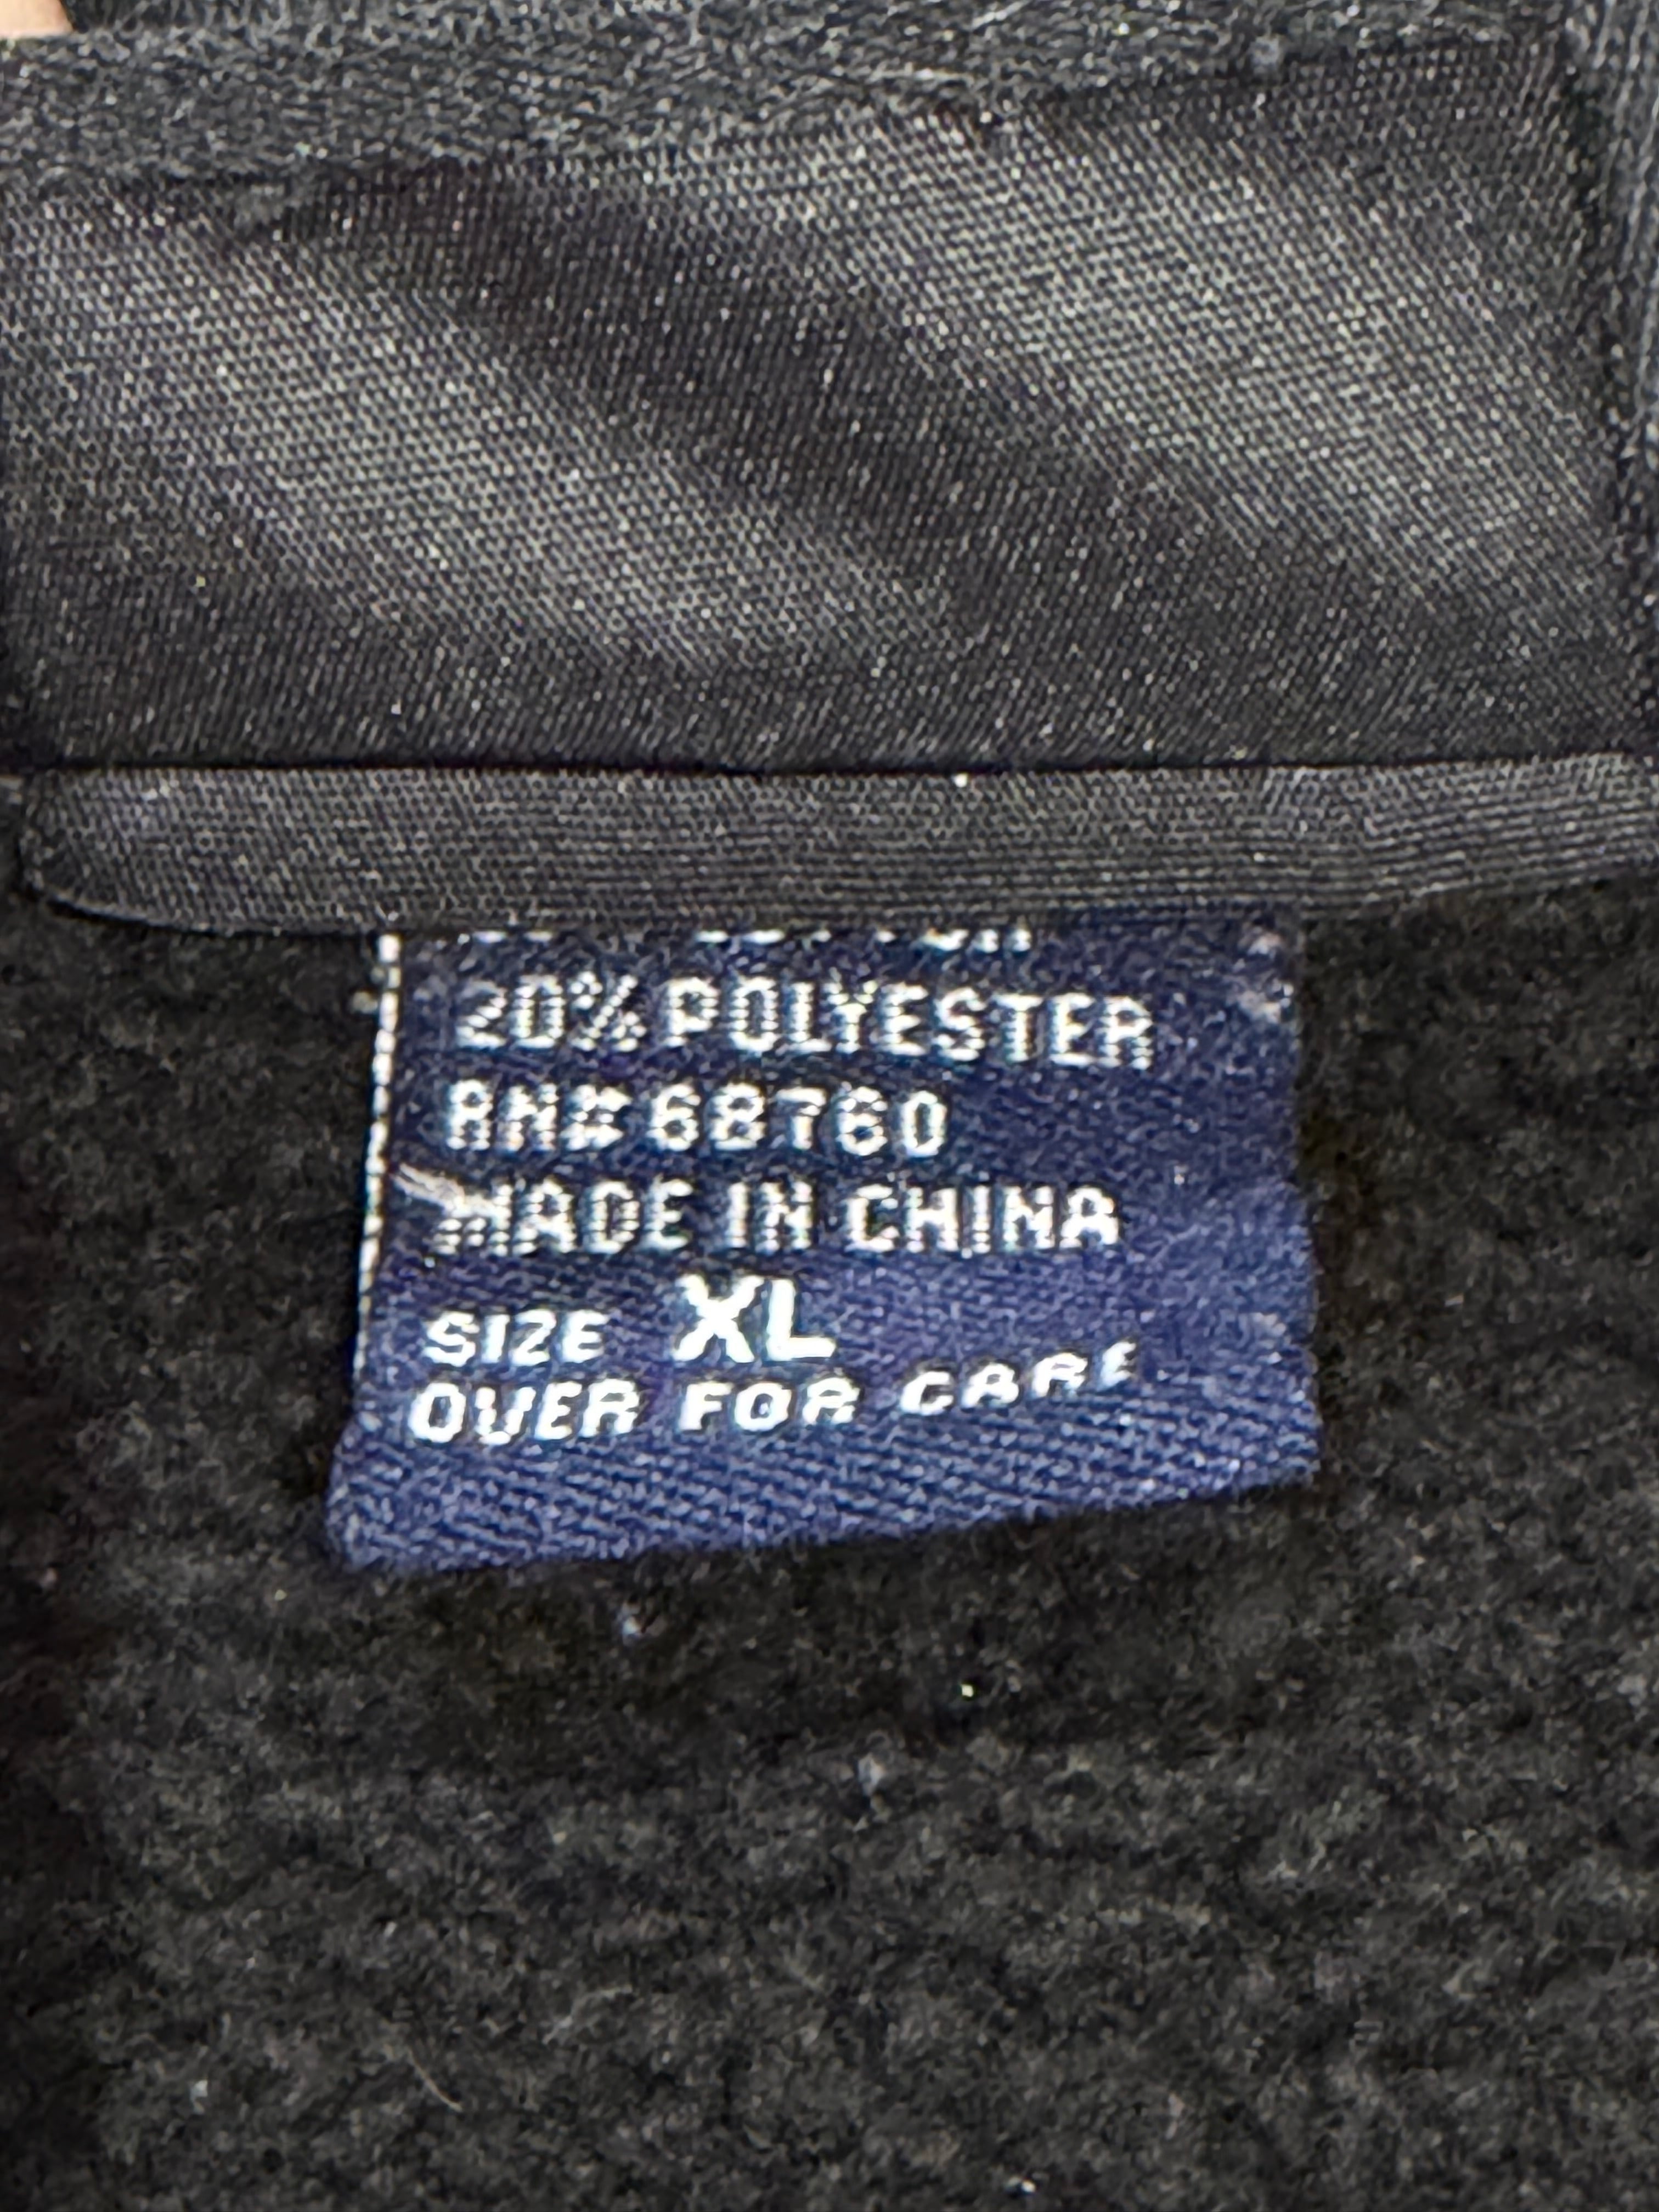 20% POLYESTER
RN# 68760
MADE IN CHINA
SIZE XL
OVER FOR CARE